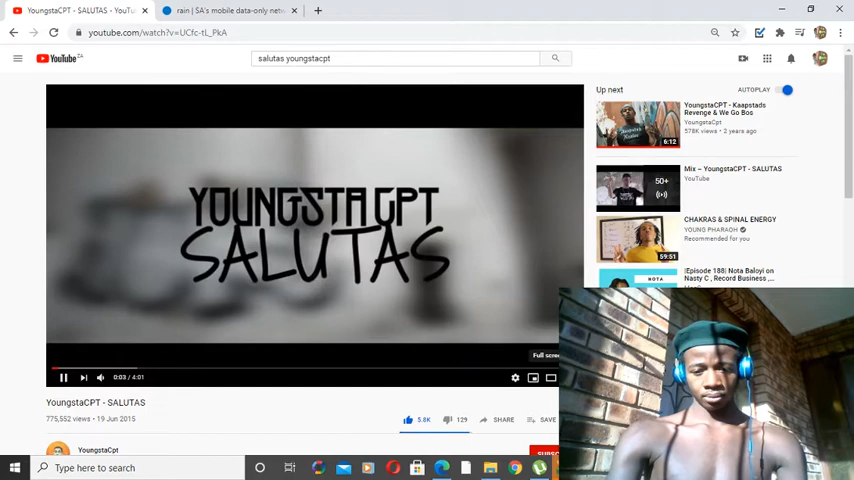 YoungstaCPT - SALUTAS - YouTu
rain | SA's mobile data-only netw
youtube.com/watch?v=UCfc-tL_PkA
YouTube ZA
salutas youngstacpt
YOUNGSTA CPT
SALUTAS
Full scree
0:03 / 4:01
YoungstaCPT - SALUTAS
775,552 views • 19 Jun 2015
5.8K
129
SHARE
SAVE
YoungstaCpt
SUBSC
Up next
AUTOPLAY
YoungstaCPT - Kaapstads
Revenge & We Go Bos
YoungstaCpt
578K views • 2 years ago
6:12
50+
Mix – YoungstaCPT - SALUTAS
YouTube
CHAKRAS & SPINAL ENERGY
YOUNG PHARAOH
Recommended for you
59:51
|Episode 188| Nota Baloyi on
Nasty C , Record Business ,...
NOTA
Type here to search